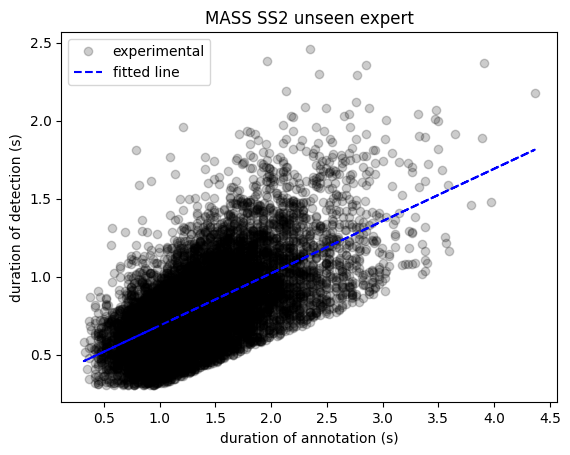 MASS SS2 unseen expert
experimental
fitted line
duration of detection (s)
2.5
2.0
1.5
1.0
0.5
0.5 1.0 1.5 2.0 2.5 3.0 3.5 4.0 4.5
duration of annotation (s)